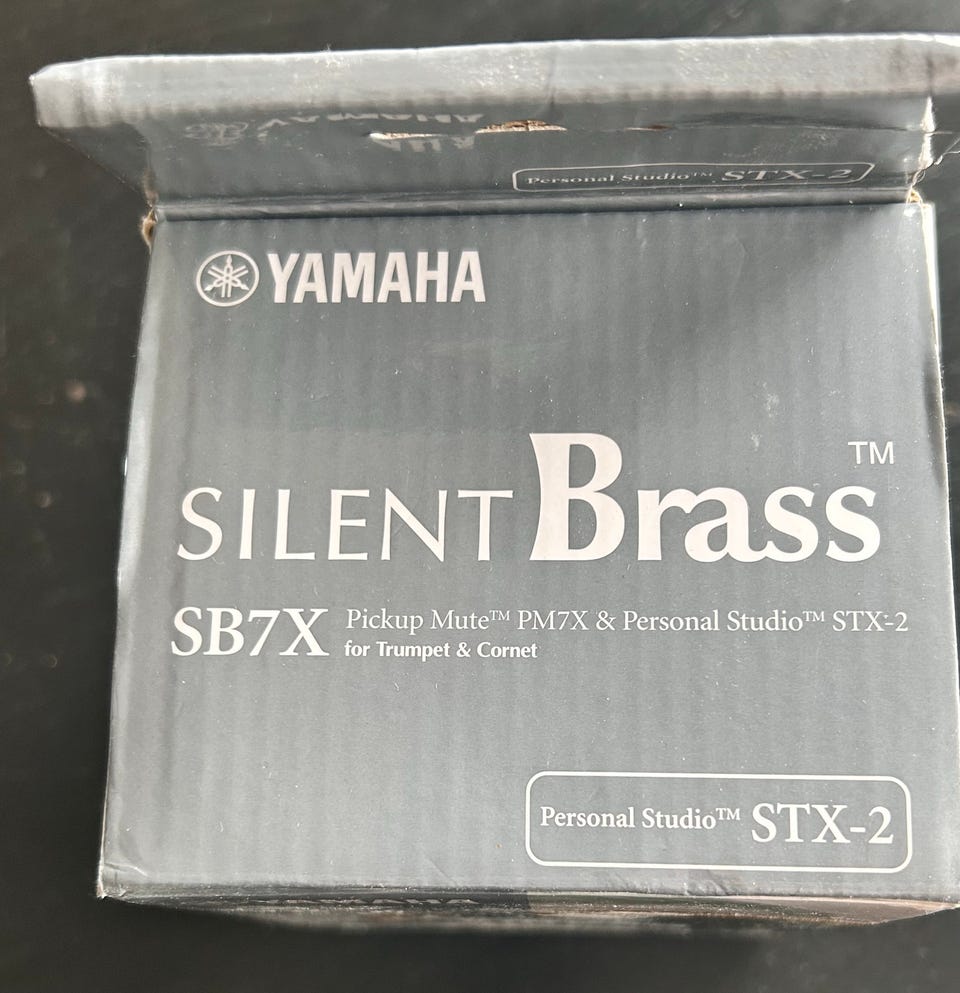 Personal Studio™ STX-2
YAMAHA
SILENT Brass™
SB7X Pickup Mute™ PM7X & Personal Studio™ STX-2
for Trumpet & Cornet
Personal Studio™ STX-2
YAMAHA